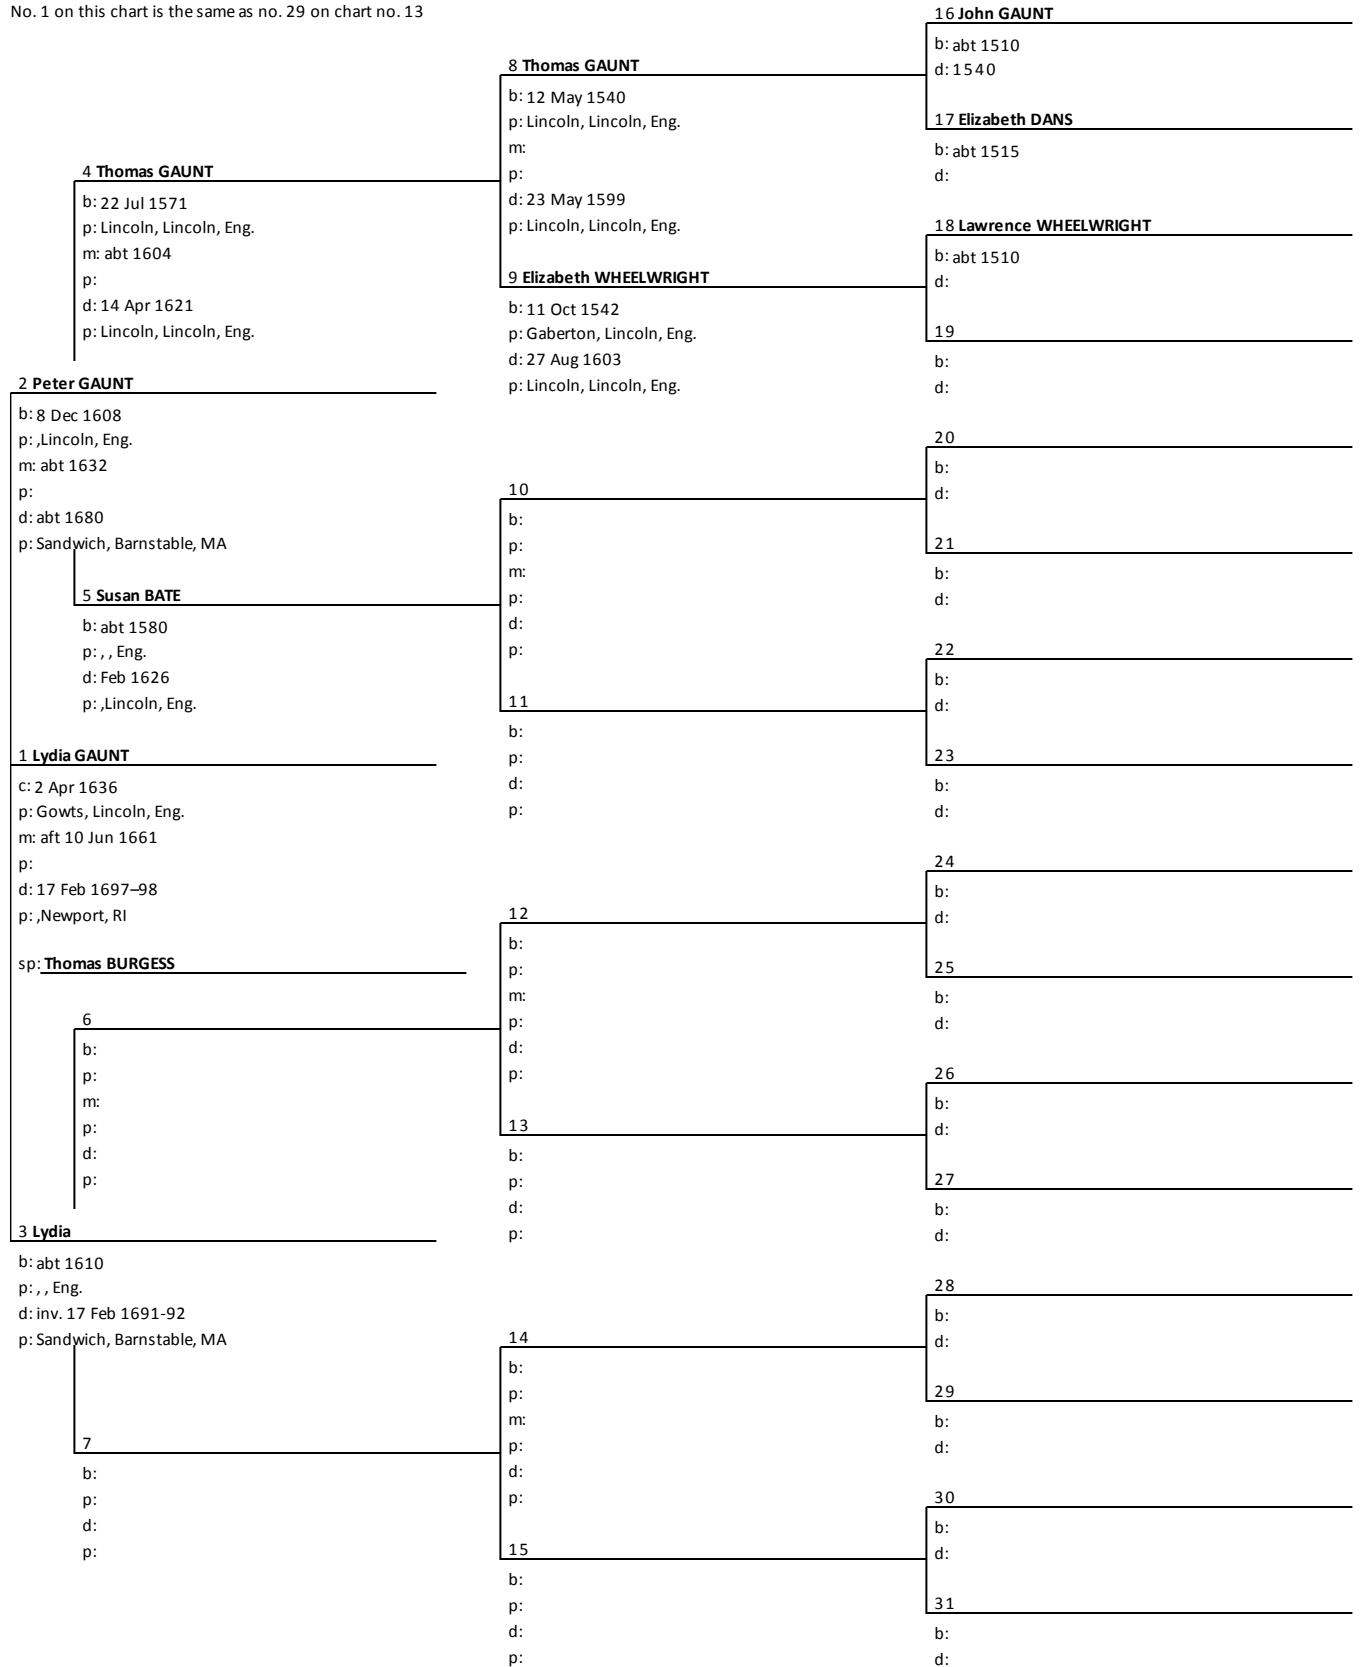 No. 1 on this chart is the same as no. 29 on chart no. 13
16 John GAUNT
b: abt 1510
d: 1540
8 Thomas GAUNT
b: 12 May 1540
p: Lincoln, Lincoln, Eng.
m:
p:
d: 23 May 1599
p: Lincoln, Lincoln, Eng.
17 Elizabeth DANS
b: abt 1515
d:
4 Thomas GAUNT
b: 22 Jul 1571
p: Lincoln, Lincoln, Eng.
m: abt 1604
p:
d: 14 Apr 1621
p: Lincoln, Lincoln, Eng.
18 Lawrence WHEELWRIGHT
b: abt 1510
d:
9 Elizabeth WHEELWRIGHT
b: 11 Oct 1542
p: Gaberton, Lincoln, Eng.
d: 27 Aug 1603
p: Lincoln, Lincoln, Eng.
19
b:
d:
2 Peter GAUNT
b: 8 Dec 1608
p: ,Lincoln, Eng.
m: abt 1632
p:
d: abt 1680
p: Sandwich, Barnstable, MA
20
b:
d:
10
b:
p:
m:
p:
d:
p:
21
b:
d:
5 Susan BATE
b: abt 1580
p: , , Eng.
d: Feb 1626
p: ,Lincoln, Eng.
22
b:
d:
11
b:
p:
d:
p:
23
b:
d:
1 Lydia GAUNT
c: 2 Apr 1636
p: Gowts, Lincoln, Eng.
m: aft 10 Jun 1661
p:
d: 17 Feb 1697–98
p: ,Newport, RI
24
b:
d:
12
b:
p:
m:
p:
d:
p:
sp: Thomas BURGESS
25
b:
d:
6
b:
p:
m:
p:
d:
p:
26
b:
d:
13
b:
p:
d:
p:
27
b:
d:
3 Lydia
b: abt 1610
p: , , Eng.
d: inv. 17 Feb 1691-92
p: Sandwich, Barnstable, MA
28
b:
d:
14
b:
p:
m:
p:
d:
p:
29
b:
d:
7
b:
p:
d:
p:
30
b:
d:
15
b:
p:
d:
p:
31
b:
d: